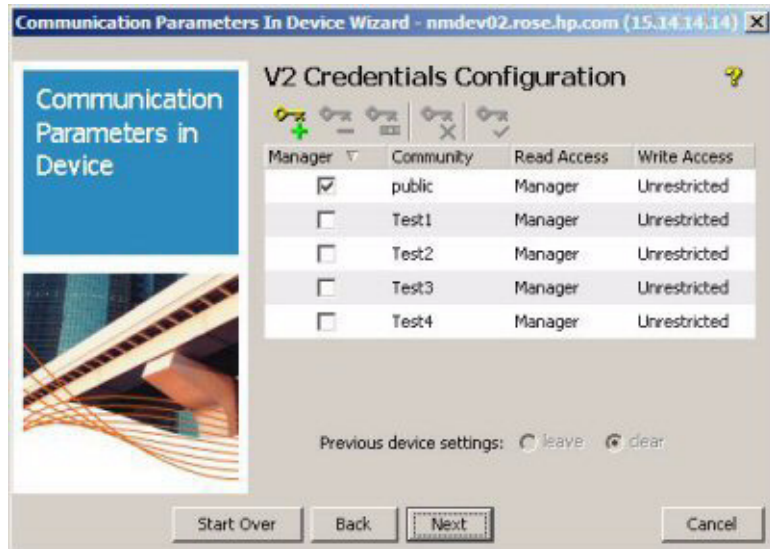 Communication Parameters In Device Wizard - nmdev02.rose.hp.com (15.14.14.14)
Communication
Parameters in
Device
V2 Credentials Configuration
Manager Community Read Access Write Access
public Manager Unrestricted
Test1 Manager Unrestricted
Test2 Manager Unrestricted
Test3 Manager Unrestricted
Test4 Manager Unrestricted
Previous device settings: leave clear
Start Over Back Next Cancel